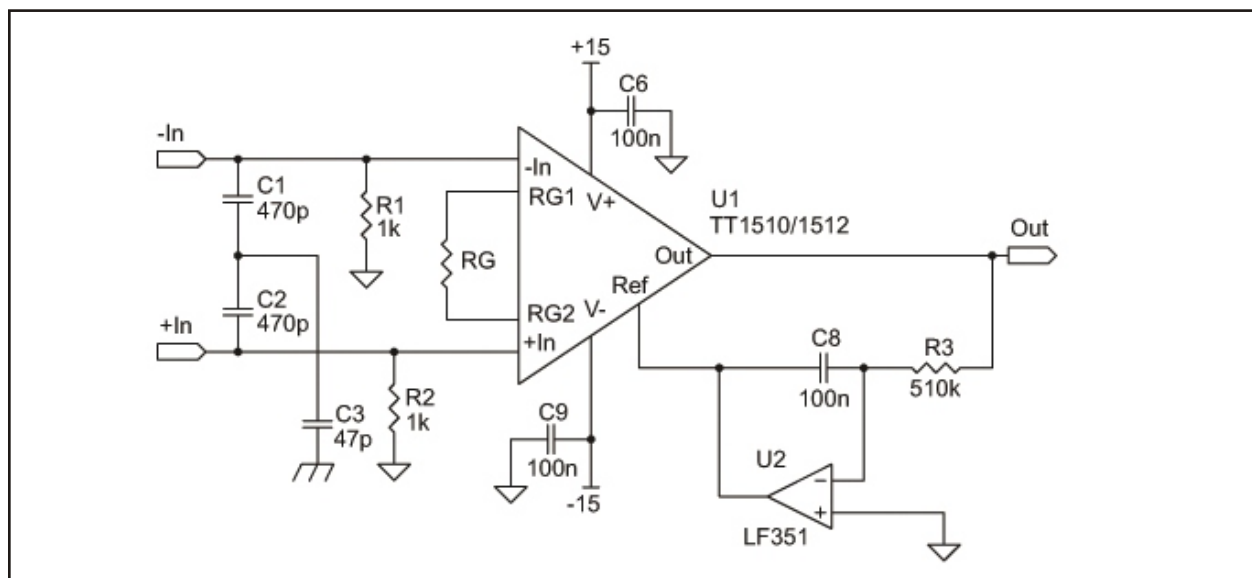 +15
C6
100n
-In
C1
470p
R1
1k
-In
RG1
V+
U1
TT1510/1512
Out
RG
Out
Ref
C2
470p
+In
RG2
V-
+In
C8
100n
R3
510k
R2
1k
C3
47p
C9
100n
-15
U2
−
+
LF351